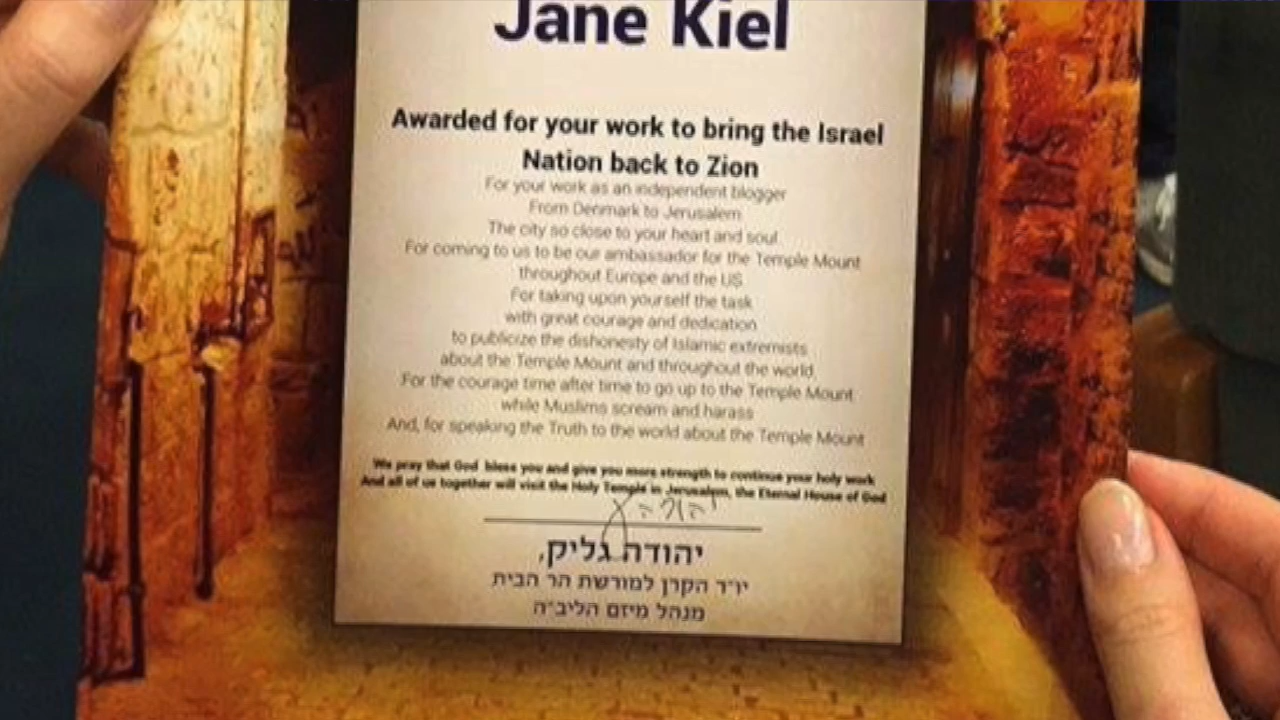 Jane Kiel
Awarded for your work to bring the Israel
Nation back to Zion
For your work as an independent blogger
From Denmark to Jerusalem
The city so close to your heart and soul
For coming to us to be our ambassador for the Temple Mount
throughout Europe and the US
For taking upon yourself the task
with great courage and dedication
to publicize the dishonesty of Islamic extremists
about the Temple Mount and throughout the world
For the courage time after time to go up to the Temple Mount
while Muslims scream and harass
And, for speaking the Truth to the world about the Temple Mount
We pray that God bless you and give you more strength to continue your holy work
And all of us together will visit the Holy Temple in Jerusalem, the Eternal House of God
יהודה גליק,
יו״ר הקרן למורשת הר הבית
מנהל מיזם הליב״ה